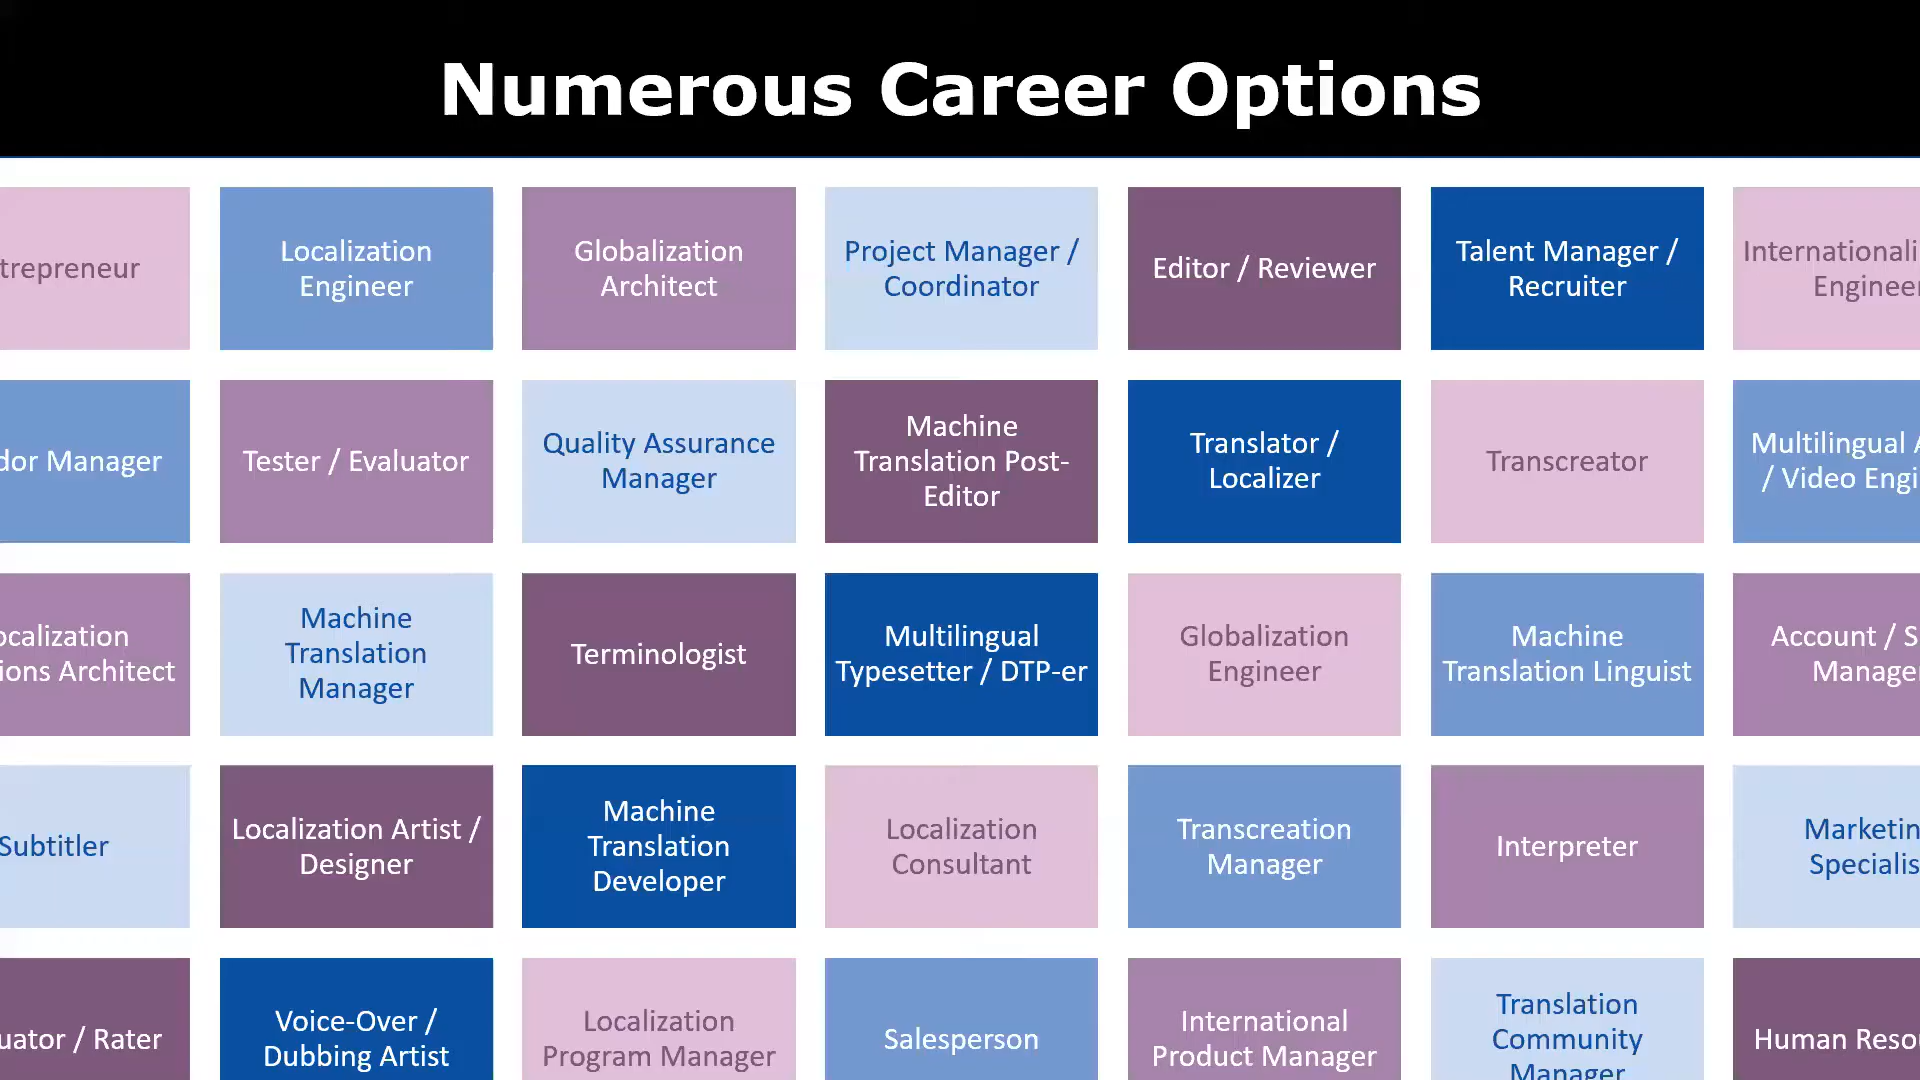 Numerous Career Options
trepreneur
Localization
Engineer
Globalization
Architect
Project Manager /
Coordinator
Editor / Reviewer
Talent Manager /
Recruiter
Internationali
Engineer
dor Manager
Tester / Evaluator
Quality Assurance
Manager
Machine
Translation Post-
Editor
Translator /
Localizer
Transcreator
Multilingual A
/ Video Engi
ocalization
ions Architect
Machine
Translation
Manager
Terminologist
Multilingual
Typesetter / DTP-er
Globalization
Engineer
Machine
Translation Linguist
Account / S
Manage
Subtitler
Localization Artist /
Designer
Machine
Translation
Developer
Localization
Consultant
Transcreation
Manager
Interpreter
Marketin
Specialis
uator / Rater
Voice-Over /
Dubbing Artist
Localization
Program Manager
Salesperson
International
Product Manager
Translation
Community
Manager
Human Reso